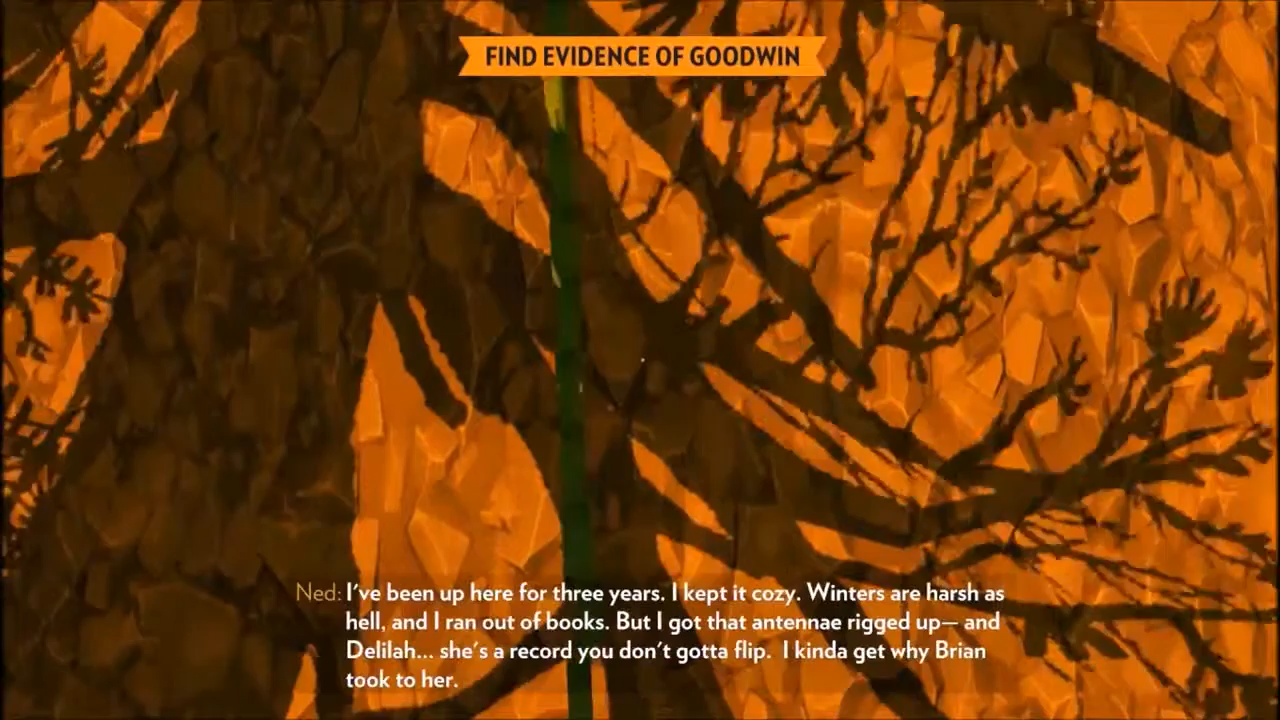 FIND EVIDENCE OF GOODWIN
Ned: I've been up here for three years. I kept it cozy. Winters are harsh as
hell, and I ran out of books. But I got that antennae rigged up— and
Delilah... she's a record you don't gotta flip.  I kinda get why Brian
took to her.